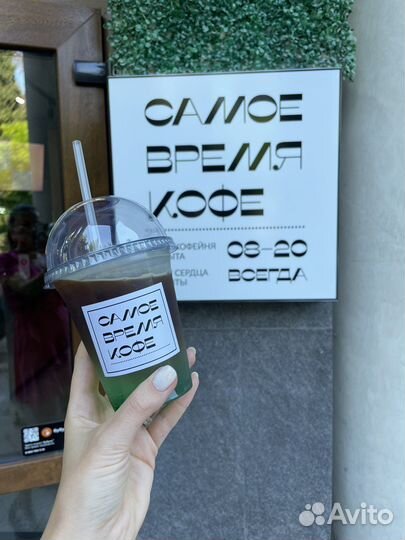 САМОЕ
ВРЕМЯ
КОФЕ
КОФЕЙНЯ
08-20
ВСЕГДА
СЕРДЦА
САМОЕ
ВРЕМЯ
КОФЕ
Avito